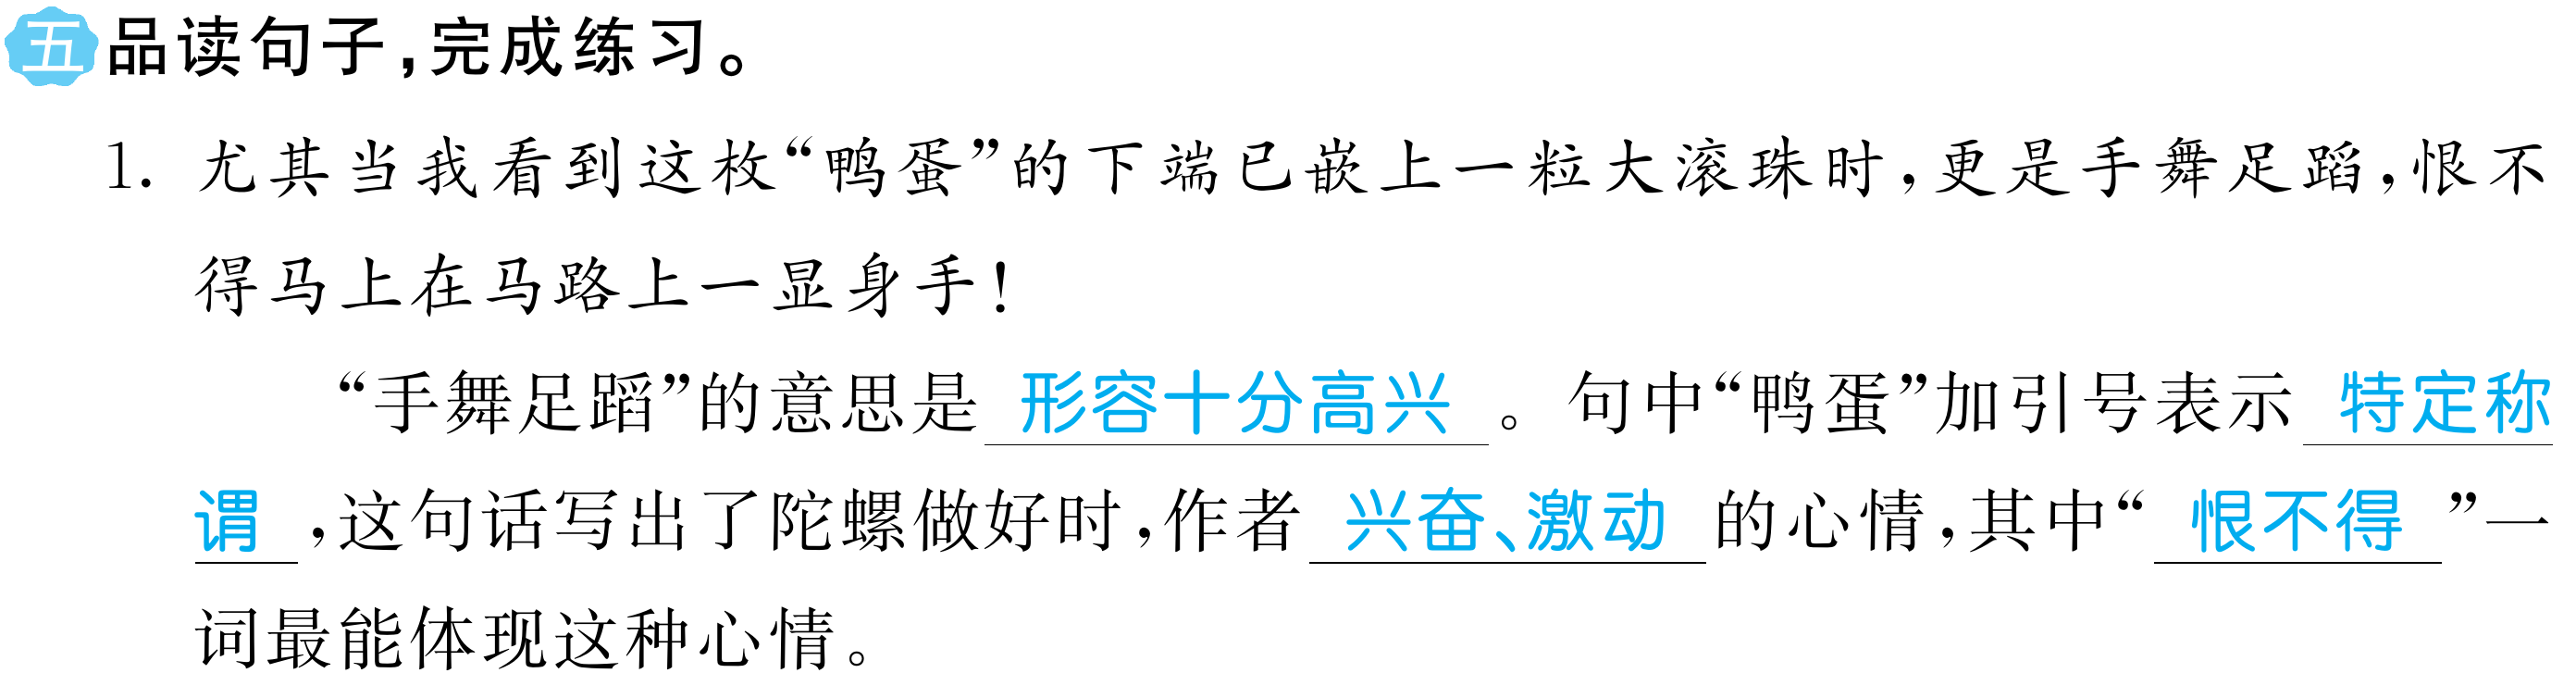 五 品读句子,完成练习。
1. 尤其当我看到这枚“鸭蛋”的下端已嵌上一粒大滚珠时,更是手舞足蹈,恨不
得马上在马路上一显身手!
“手舞足蹈”的意思是 形容十分高兴 。句中“鸭蛋”加引号表示 特定称
谓 ,这句话写出了陀螺做好时,作者 兴奋、激动 的心情,其中“ 恨不得 ”一
词最能体现这种心情。